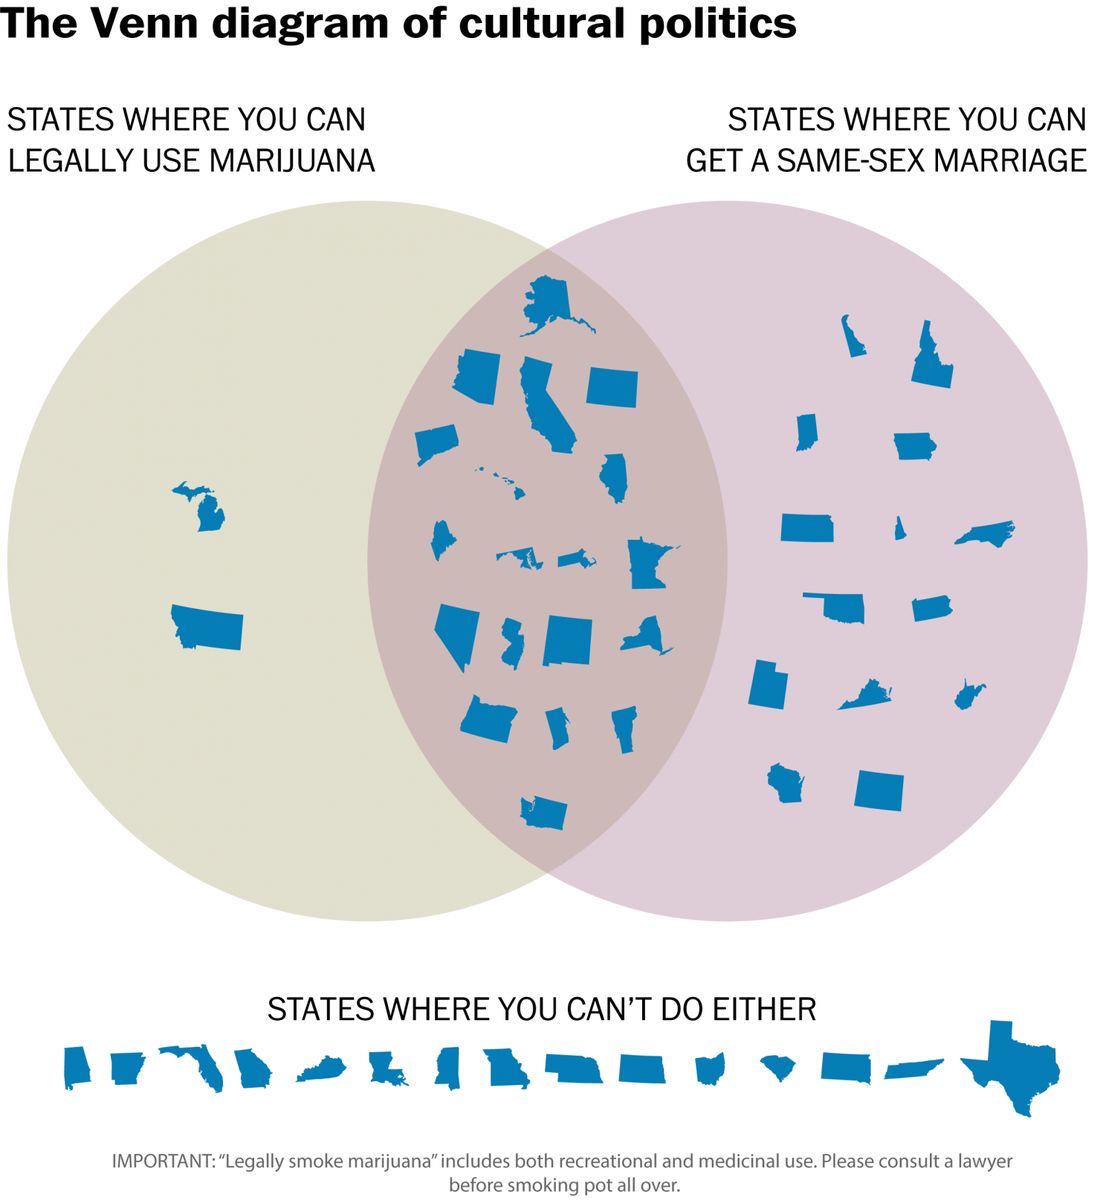 The Venn diagram of cultural politics
STATES WHERE YOU CAN
LEGALLY USE MARIJUANA
STATES WHERE YOU CAN
GET A SAME-SEX MARRIAGE
STATES WHERE YOU CAN’T DO EITHER
IMPORTANT: “Legally smoke marijuana” includes both recreational and medicinal use. Please consult a lawyer
before smoking pot all over.